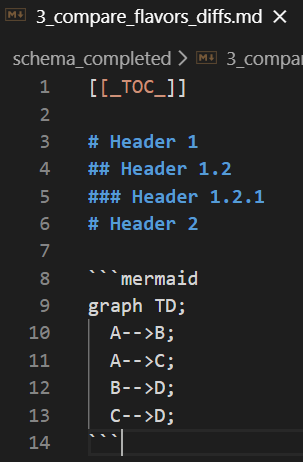 3_compare_flavors_diffs.md ×
schema_completed > 3_compar
1 [[_TOC_]]
2
3 # Header 1
4 ## Header 1.2
5 ### Header 1.2.1
6 # Header 2
7
8 ```mermaid
9 graph TD;
10   A-->B;
11   A-->C;
12   B-->D;
13   C-->D;
14 ```